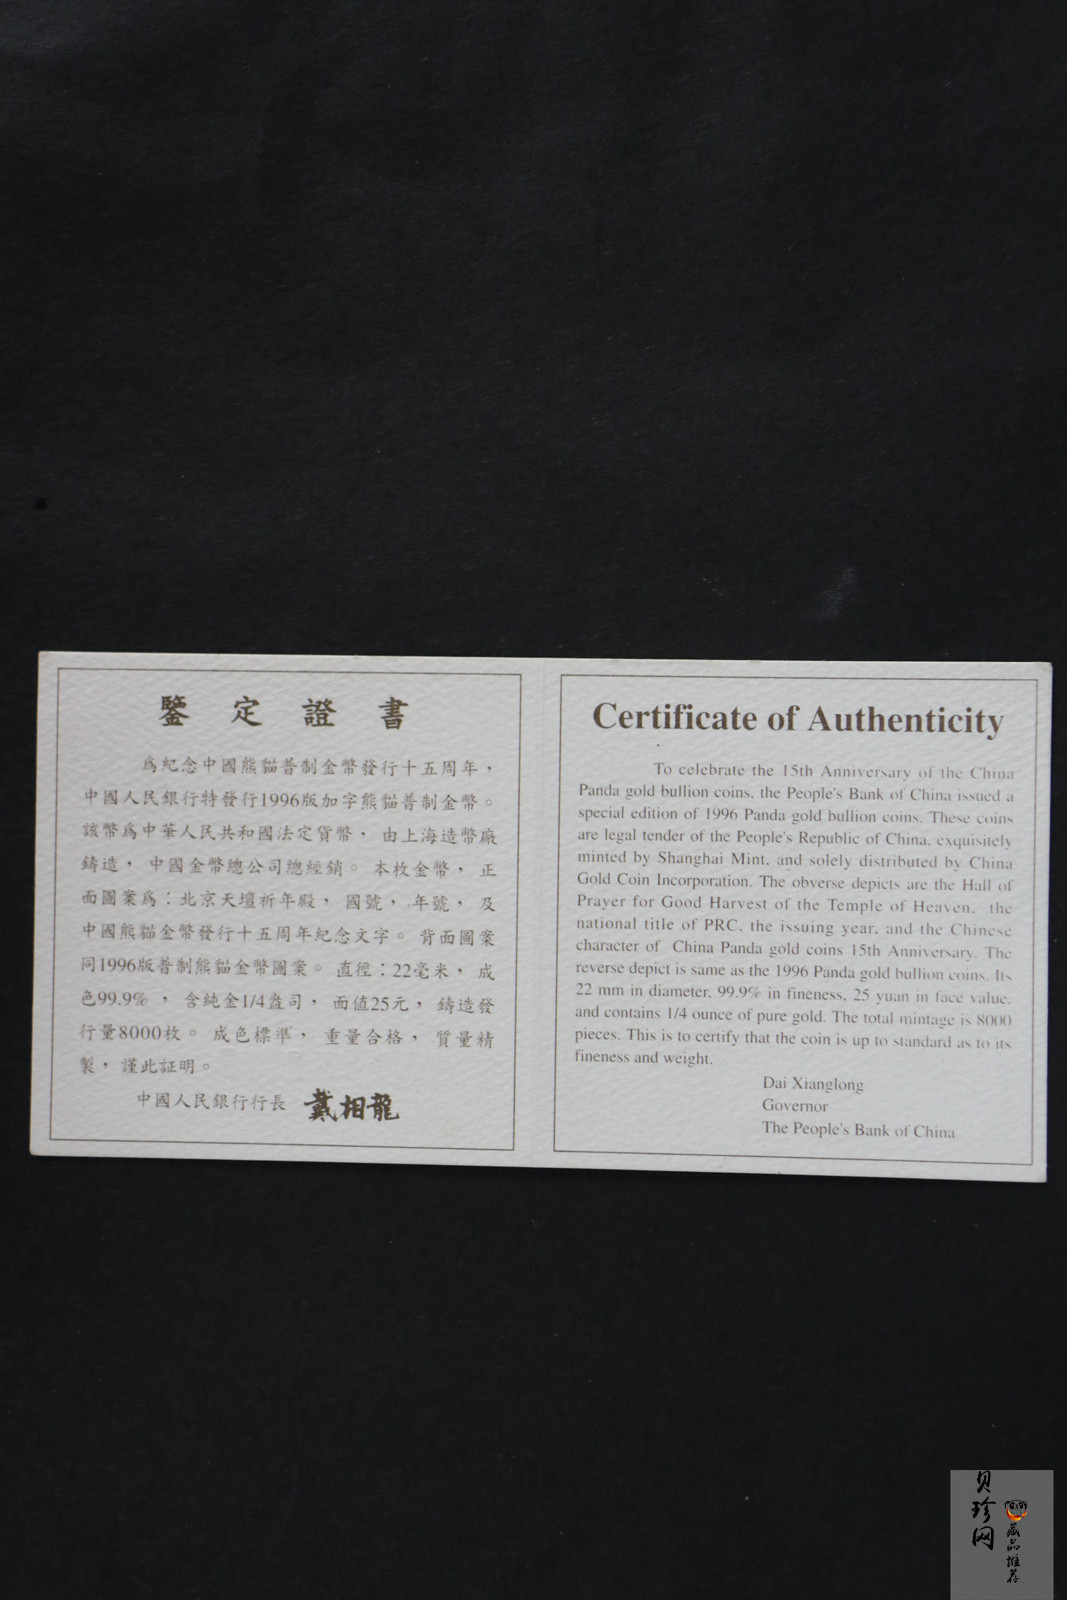 鑒定證書
爲紀念中國熊貓普制金幣發行十五周年，
中國人民銀行特發行1996版加字熊貓普制金幣。
該幣爲中華人民共和國法定貨幣，由上海造幣廠
鑄造，中國金幣總公司總經銷。本枚金幣，正
面圖案爲：北京天壇祈年殿，國號，年號，及
中國熊貓金幣發行十五周年紀念文字。背面圖案
同1996版普制熊貓金幣圖案。直徑：22毫米，成
色99.9%，含純金1/4盎司，面值25元，鑄造發
行量8000枚。成色標準，重量合格，質量精
製，謹此証明。
中國人民銀行行長 戴相龍
Certificate of Authenticity
To celebrate the 15th Anniversary of the China
Panda gold bullion coins, the People's Bank of China issued a
special edition of 1996 Panda gold bullion coins. These coins
are legal tender of the People's Republic of China, exquisitely
minted by Shanghai Mint, and solely distributed by China
Gold Coin Incorporation. The obverse depicts are the Hall of
Prayer for Good Harvest of the Temple of Heaven, the
national title of PRC, the issuing year, and the Chinese
character of China Panda gold coins 15th Anniversary. The
reverse depict is same as the 1996 Panda gold bullion coins. Its
22 mm in diameter, 99.9% in fineness, 25 yuan in face value,
and contains 1/4 ounce of pure gold. The total mintage is 8000
pieces. This is to certify that the coin is up to standard as to its
fineness and weight.
Dai Xianglong
Governor
The People's Bank of China
贝珍网
藏品推荐